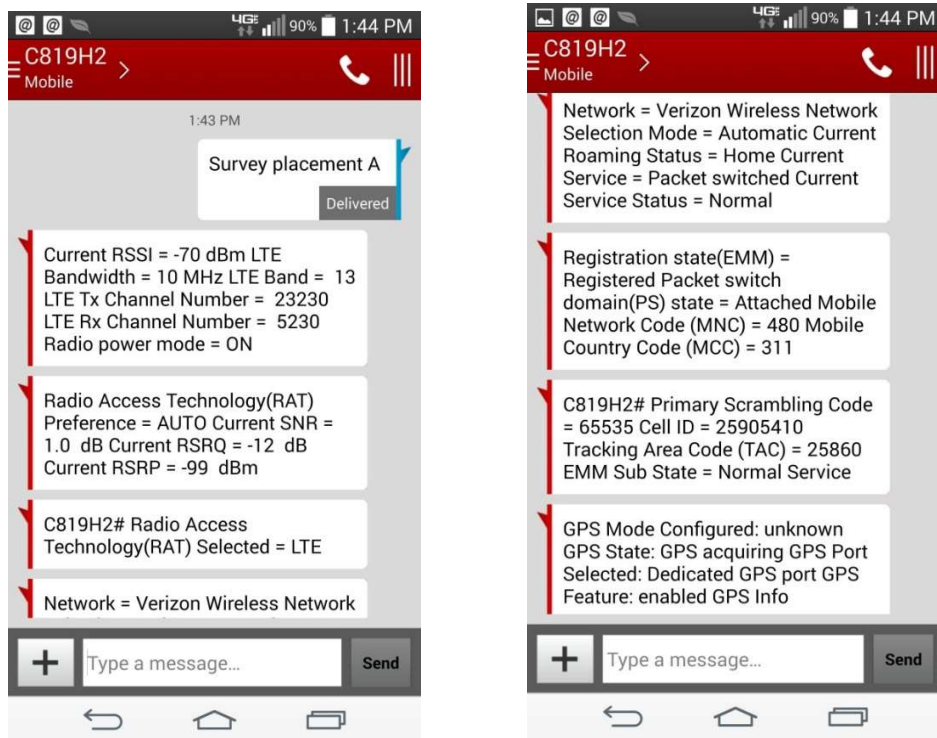 4GE 90% 1:44 PM
C819H2
Mobile
1:43 PM
Survey placement A
Delivered
Current RSSI = -70 dBm LTE
Bandwidth = 10 MHz LTE Band =  13
LTE Tx Channel Number =  23230
LTE Rx Channel Number =  5230
Radio power mode = ON
Radio Access Technology(RAT)
Preference = AUTO Current SNR =
1.0  dB Current RSRQ = -12  dB
Current RSRP = -99  dBm
C819H2# Radio Access
Technology(RAT) Selected = LTE
Network = Verizon Wireless Network
Type a message...
Send
4GE 90% 1:44 PM
C819H2
Mobile
Network = Verizon Wireless Network
Selection Mode = Automatic Current
Roaming Status = Home Current
Service = Packet switched Current
Service Status = Normal
Registration state(EMM) =
Registered Packet switch
domain(PS) state = Attached Mobile
Network Code (MNC) = 480 Mobile
Country Code (MCC) = 311
C819H2# Primary Scrambling Code
= 65535 Cell ID = 25905410
Tracking Area Code (TAC) = 25860
EMM Sub State = Normal Service
GPS Mode Configured: unknown
GPS State: GPS acquiring GPS Port
Selected: Dedicated GPS port GPS
Feature: enabled GPS Info
Type a message...
Send